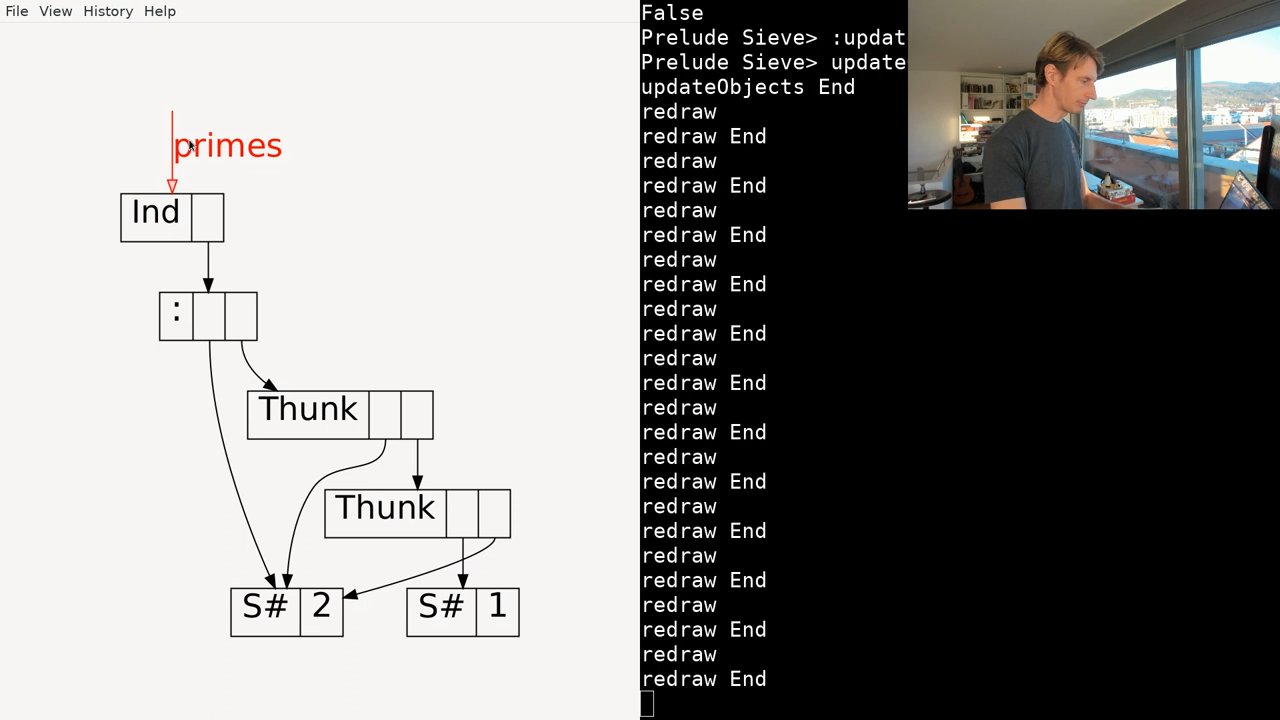 File View History Help
primes
Ind
:
Thunk
Thunk
S# 2
S# 1
False
Prelude Sieve> :updat
Prelude Sieve> update
updateObjects End
redraw
redraw End
redraw
redraw End
redraw
redraw End
redraw
redraw End
redraw
redraw End
redraw
redraw End
redraw
redraw End
redraw
redraw End
redraw
redraw End
redraw
redraw End
redraw
redraw End
redraw
redraw End